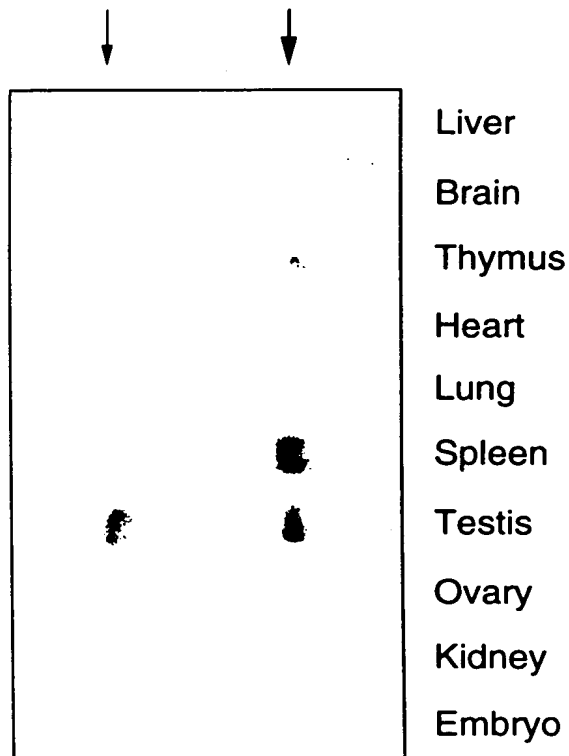 Liver
Brain
Thymus
Heart
Lung
Spleen
Testis
Ovary
Kidney
Embryo